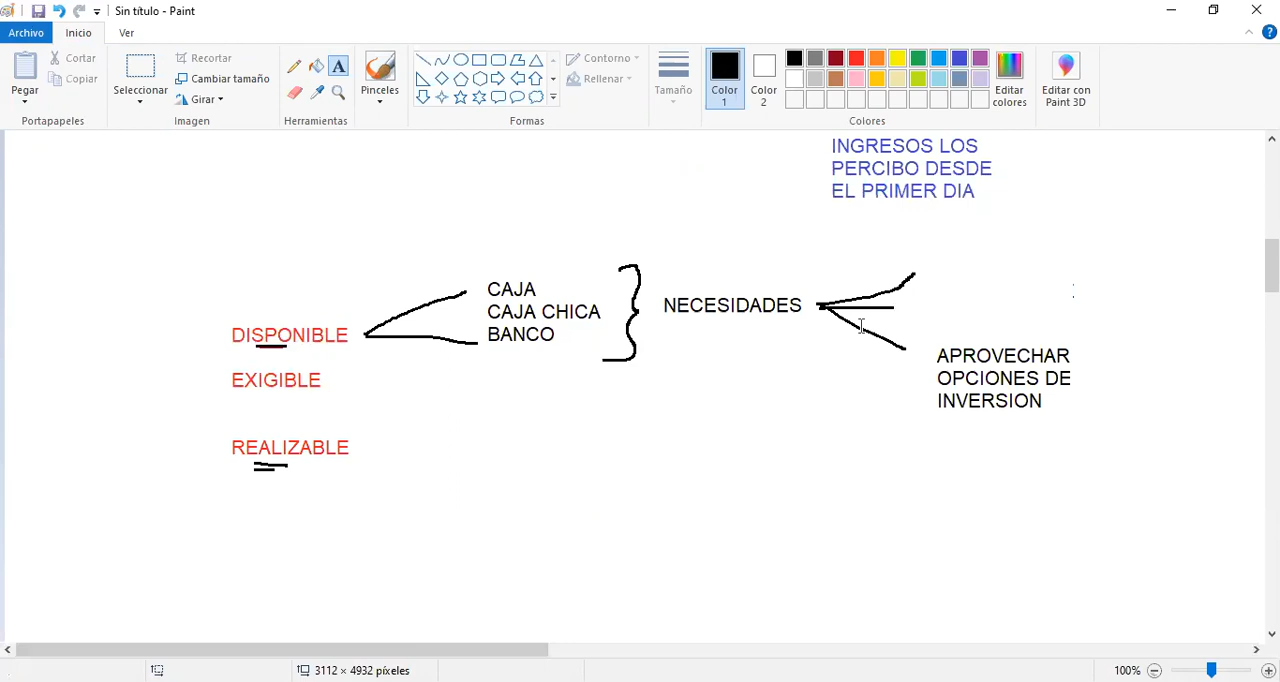 Sin título - Paint
Archivo Inicio Ver
Pegar
Cortar
Copiar
Portapapeles
Seleccionar
Recortar
Cambiar tamaño
Girar
Imagen
A
Herramientas
Pinceles
Formas
Contorno
Rellenar
Tamaño
Color
1
Color
2
Colores
Editar
colores
Editar con
Paint 3D
INGRESOS LOS
PERCIBO DESDE
EL PRIMER DIA
CAJA
CAJA CHICA
BANCO
NECESIDADES
DISPONIBLE
EXIGIBLE
REALIZABLE
APROVECHAR
OPCIONES DE
INVERSION
3112 × 4932 píxeles
100%